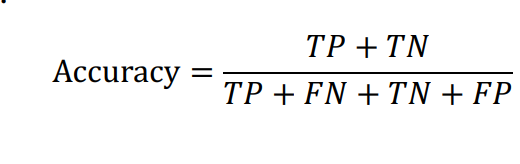 Accuracy = TP + TN / TP + FN + TN + FP